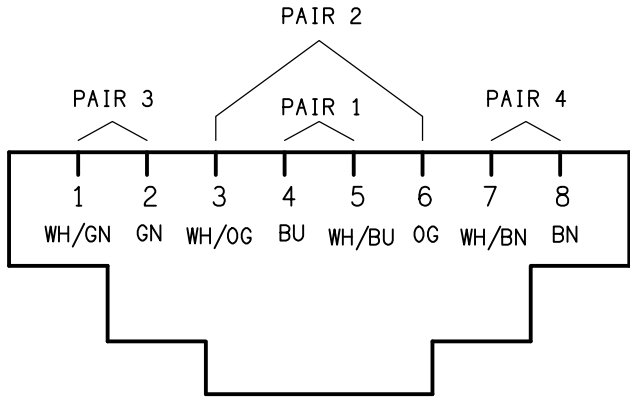 PAIR 2
PAIR 3 PAIR 1 PAIR 4
1 2 3 4 5 6 7 8
WH/GN GN WH/OG BU WH/BU OG WH/BN BN